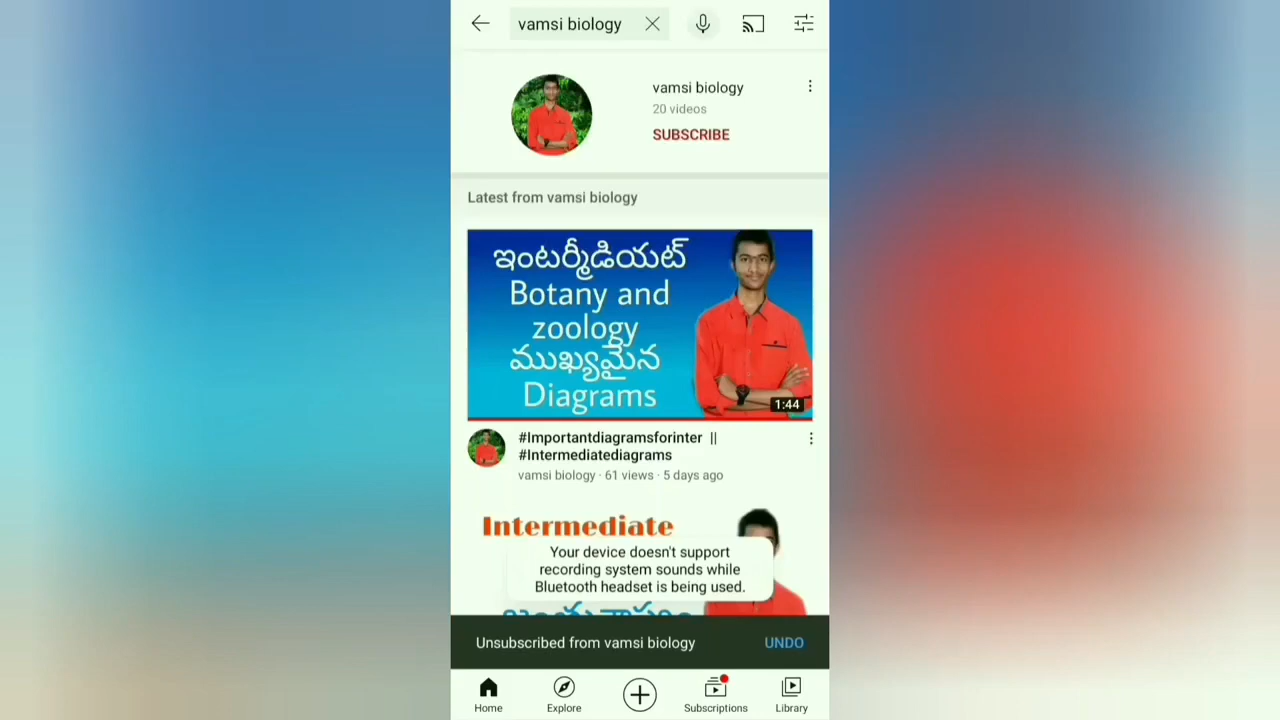 vamsi biology
vamsi biology
20 videos
SUBSCRIBE
Latest from vamsi biology
ఇంటర్మీడియట్
Botany and
zoology
ముఖ్యమైన
Diagrams
1:44
#Importantdiagramsforinter ||
#Intermediatediagrams
vamsi biology · 61 views · 5 days ago
Intermediate
Your device doesn't support
recording system sounds while
Bluetooth headset is being used.
Unsubscribed from vamsi biology UNDO
Home Explore Subscriptions Library